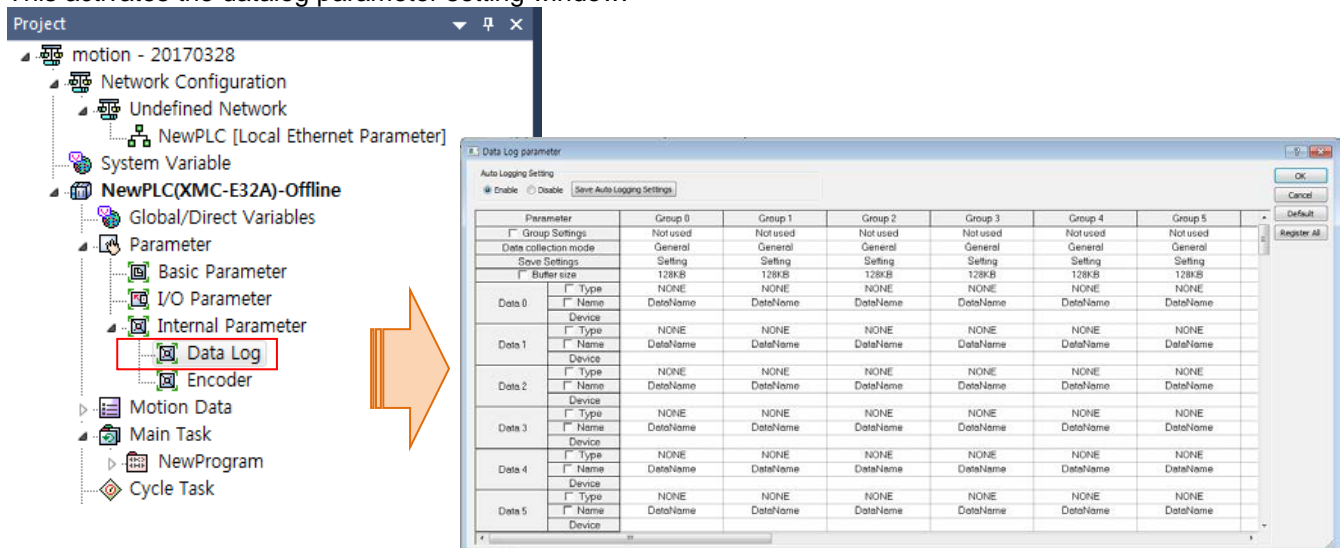 This activates the datalog parameter setting window.
Project
motion - 20170328
Network Configuration
Undefined Network
NewPLC [Local Ethernet Parameter]
System Variable
NewPLC(XMC-E32A)-Offline
Global/Direct Variables
Parameter
Basic Parameter
I/O Parameter
Internal Parameter
Data Log
Encoder
Motion Data
Main Task
NewProgram
Cycle Task
Data Log parameter
Auto Logging Setting
Enable Disable Save Auto Logging Settings
OK
Cancel
Default
Register All
Parameter Group 0 Group 1 Group 2 Group 3 Group 4 Group 5
Group Settings Not used Not used Not used Not used Not used Not used
Data collection mode General General General General General General
Save Settings Setting Setting Setting Setting Setting Setting
Buffer size 128KB 128KB 128KB 128KB 128KB 128KB
Data 0 Type NONE NONE NONE NONE NONE NONE
Name DataName DataName DataName DataName DataName DataName
Device
Data 1 Type NONE NONE NONE NONE NONE NONE
Name DataName DataName DataName DataName DataName DataName
Device
Data 2 Type NONE NONE NONE NONE NONE NONE
Name DataName DataName DataName DataName DataName DataName
Device
Data 3 Type NONE NONE NONE NONE NONE NONE
Name DataName DataName DataName DataName DataName DataName
Device
Data 4 Type NONE NONE NONE NONE NONE NONE
Name DataName DataName DataName DataName DataName DataName
Device
Data 5 Type NONE NONE NONE NONE NONE NONE
Name DataName DataName DataName DataName DataName DataName
Device